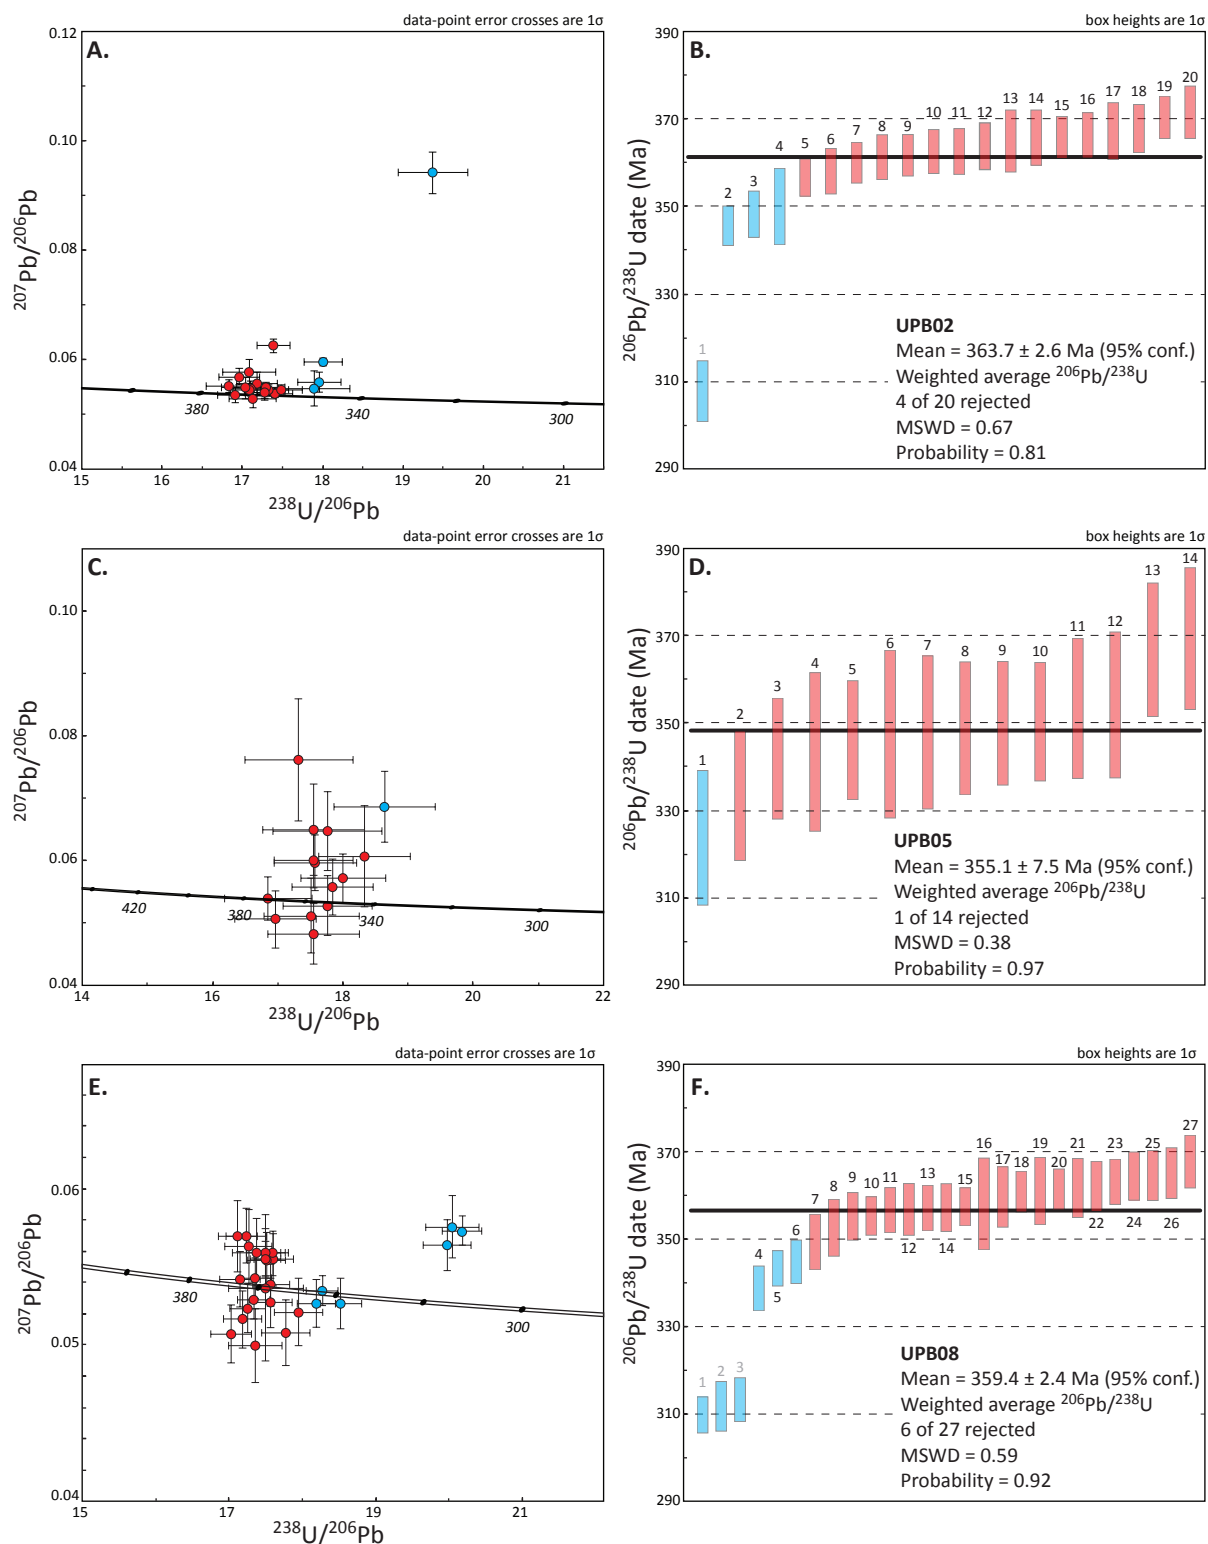 data-point error crosses are 1σ
A.
0.12
0.10
0.08
0.06
0.04
207Pb/206Pb
380
340
300
15
16
17
18
19
20
21
238U/206Pb
box heights are 1σ
B.
390
370
350
330
310
290
206Pb/238U date (Ma)
1
2
3
4
5
6
7
8
9
10
11
12
13
14
15
16
17
18
19
20
UPB02
Mean = 363.7 ± 2.6 Ma (95% conf.)
Weighted average 206Pb/238U
4 of 20 rejected
MSWD = 0.67
Probability = 0.81
data-point error crosses are 1σ
C.
0.10
0.08
0.06
0.04
207Pb/206Pb
420
380
340
300
14
16
18
20
22
238U/206Pb
box heights are 1σ
D.
390
370
350
330
310
290
206Pb/238U date (Ma)
1
2
3
4
5
6
7
8
9
10
11
12
13
14
UPB05
Mean = 355.1 ± 7.5 Ma (95% conf.)
Weighted average 206Pb/238U
1 of 14 rejected
MSWD = 0.38
Probability = 0.97
data-point error crosses are 1σ
E.
0.06
0.05
0.04
207Pb/206Pb
380
300
15
17
19
21
238U/206Pb
box heights are 1σ
F.
390
370
350
330
310
290
206Pb/238U date (Ma)
1
2
3
4
5
6
7
8
9
10
11
12
13
14
15
16
17
18
19
20
21
22
23
24
25
26
27
UPB08
Mean = 359.4 ± 2.4 Ma (95% conf.)
Weighted average 206Pb/238U
6 of 27 rejected
MSWD = 0.59
Probability = 0.92